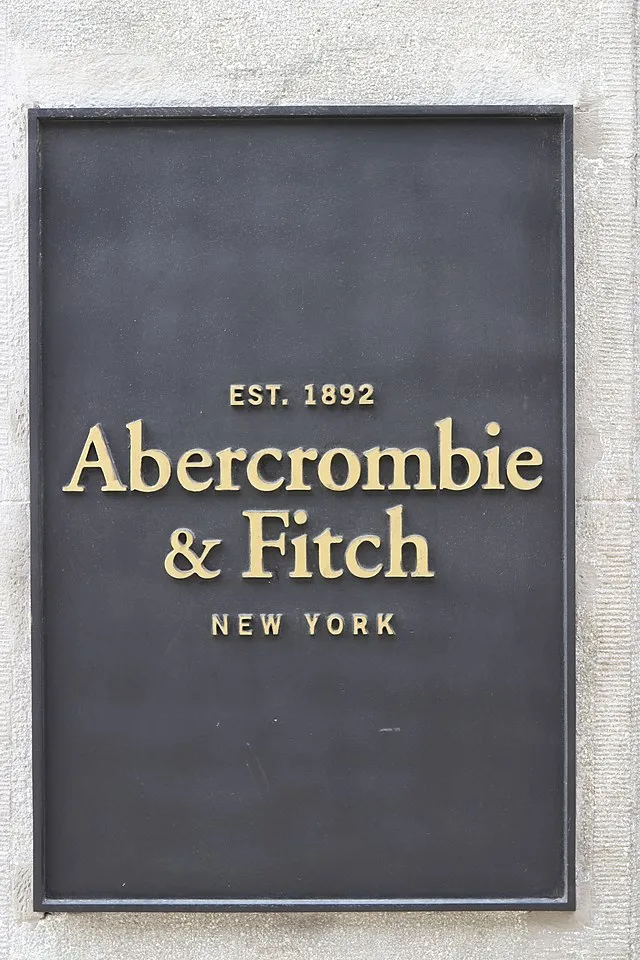 EST. 1892
Abercrombie
& Fitch
NEW YORK